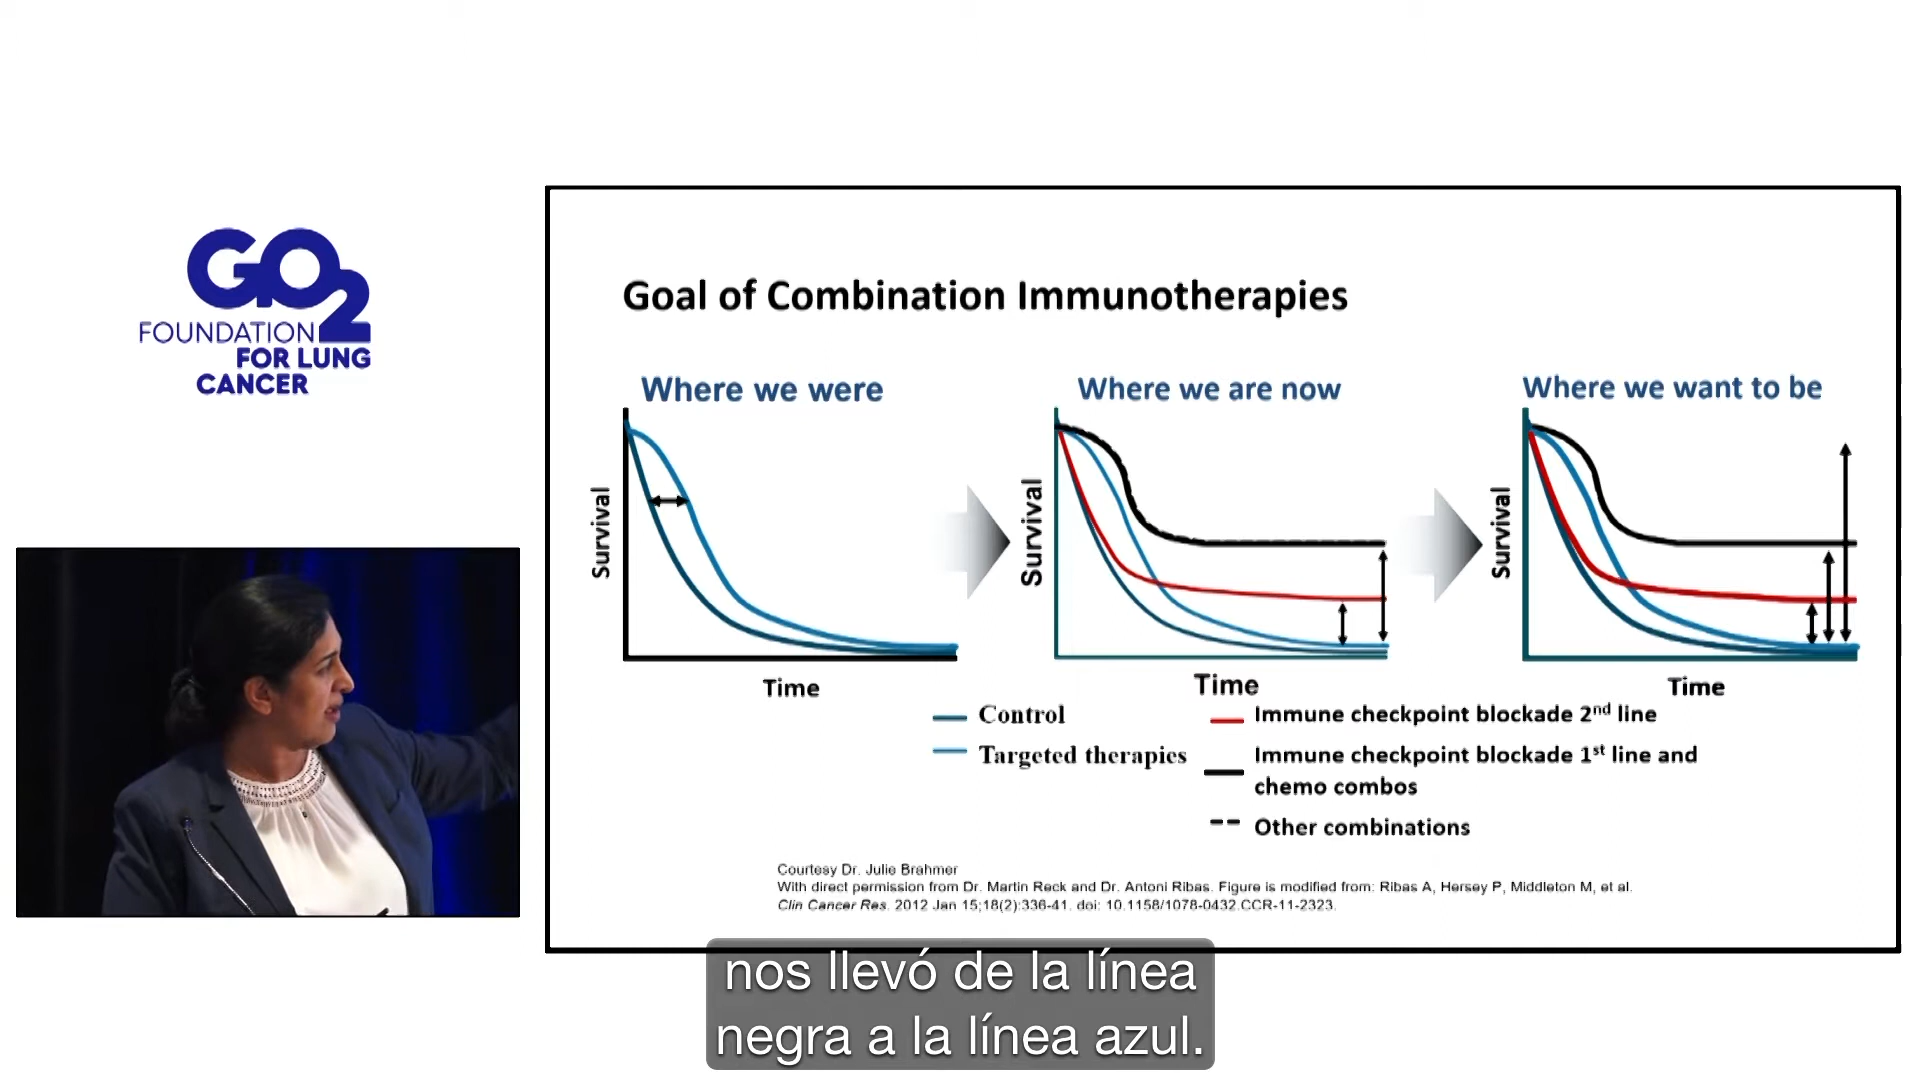 GO2
FOUNDATION
FOR LUNG
CANCER
Goal of Combination Immunotherapies
Where we were
Where we are now
Where we want to be
Survival
Survival
Survival
Time
Time
Time
Control
Targeted therapies
Immune checkpoint blockade 2nd line
Immune checkpoint blockade 1st line and
chemo combos
Other combinations
Courtesy Dr. Julie Brahmer
With direct permission from Dr. Martin Reck and Dr. Antoni Ribas. Figure is modified from: Ribas A, Hersey P, Middleton M, et al.
Clin Cancer Res. 2012 Jan 15;18(2):336-41. doi: 10.1158/1078-0432.CCR-11-2323.
nos llevó de la línea
negra a la línea azul.